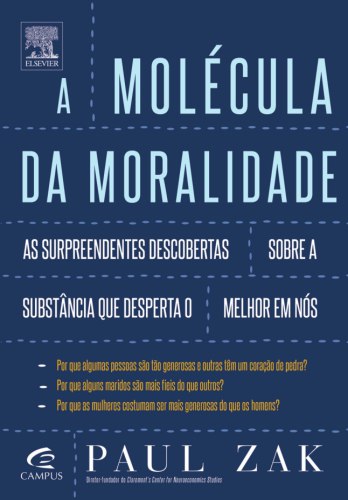 ELSEVIER
A MOLÉCULA
DA MORALIDADE
AS SURPREENDENTES DESCOBERTAS SOBRE A
SUBSTÂNCIA QUE DESPERTA O MELHOR EM NÓS
Por que algumas pessoas são tão generosas e outras têm um coração de pedra?
Por que alguns maridos são mais fieis do que outros?
Por que as mulheres costumam ser mais generosas do que os homens?
CAMPUS
PAUL ZAK
Diretor-fundador do Claremont's Center for Neuroeconomics Studies